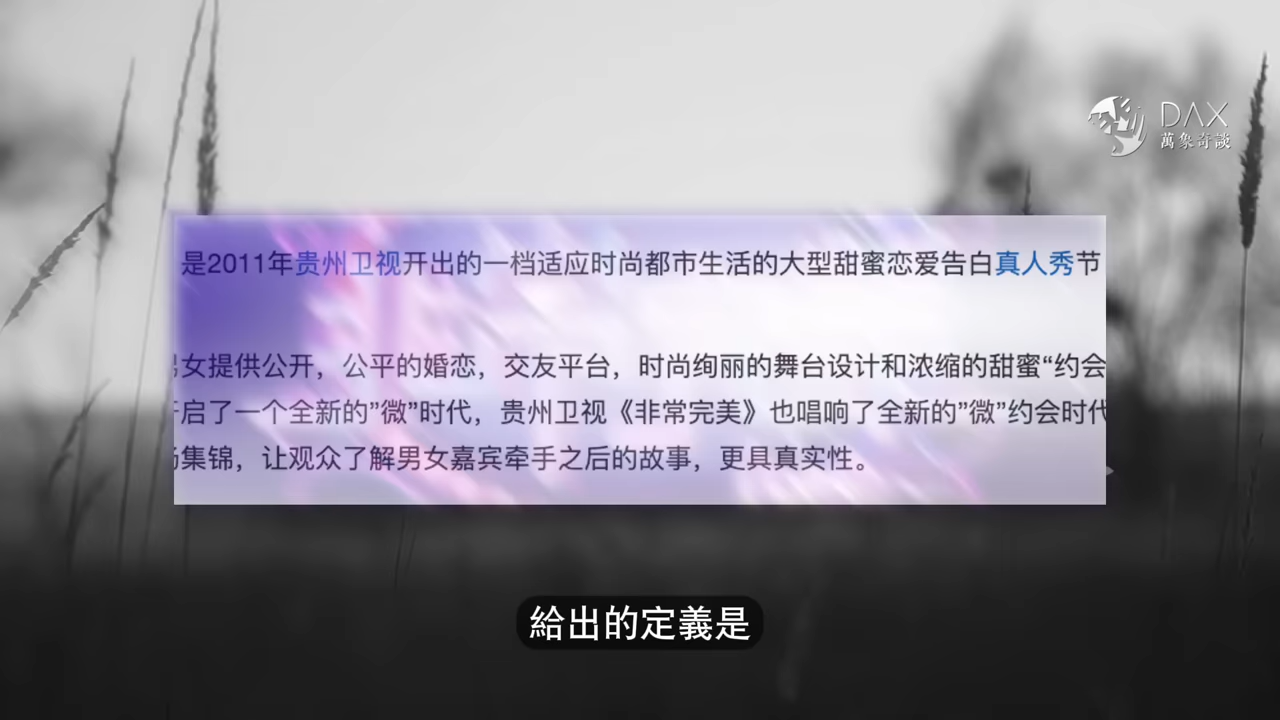 DAX
萬象奇談
是2011年贵州卫视开出的一档适应时尚都市生活的大型甜蜜恋爱告白真人秀节
女提供公开，公平的婚恋，交友平台，时尚绚丽的舞台设计和浓缩的甜蜜“约会
启了一个全新的”微”时代，贵州卫视《非常完美》也唱响了全新的”微”约会时代
集锦，让观众了解男女嘉宾牵手之后的故事，更具真实性。
給出的定義是